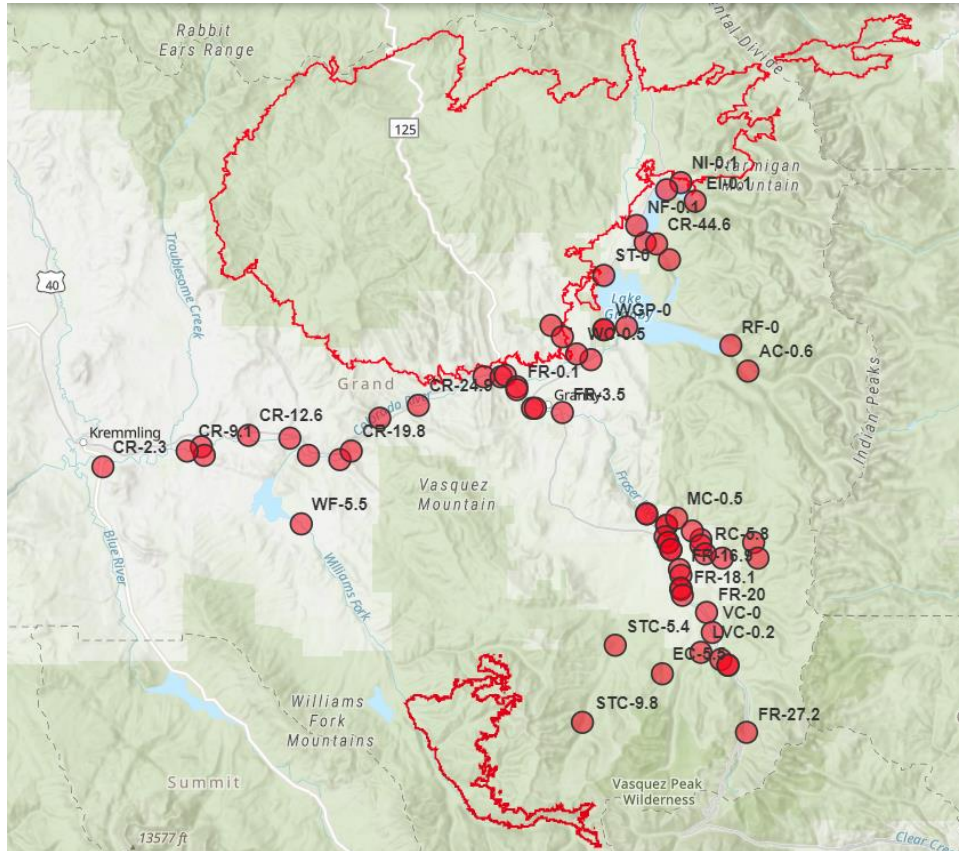 Rabbit
Ears Range
ntal Divide
125
NI-0.1
armigan
Mountain
EI-0.1
NF-0.1
CR-44.6
Troublesome Creek
ST-0
40
Lake
WGP-0
WC-0.5
RF-0
AC-0.6
Grand
FR-0.1
CR-24.9
FR-3.5
Indian Peaks
CR-12.6
Kremmling
CR-9.1
CR-19.8
CR-2.3
Vasquez
Mountain
Fraser
MC-0.5
WF-5.5
RC-5.8
Blue River
Williams Fork
FR-16.9
FR-18.1
FR-20
VC-0
STC-5.4
LVC-0.2
EC-5.5
Williams
Fork
Mountains
STC-9.8
FR-27.2
Summit
Vasquez Peak
Wilderness
13577 ft
Clear Creek